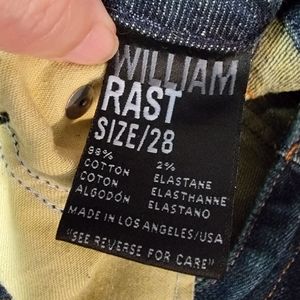 WILLIAM
RAST
SIZE/28
98% 2%
COTTON ELASTANE
COTON ELASTHANNE
ALGODÓN ELASTANO
MADE IN LOS ANGELES/USA
"SEE REVERSE FOR CARE"